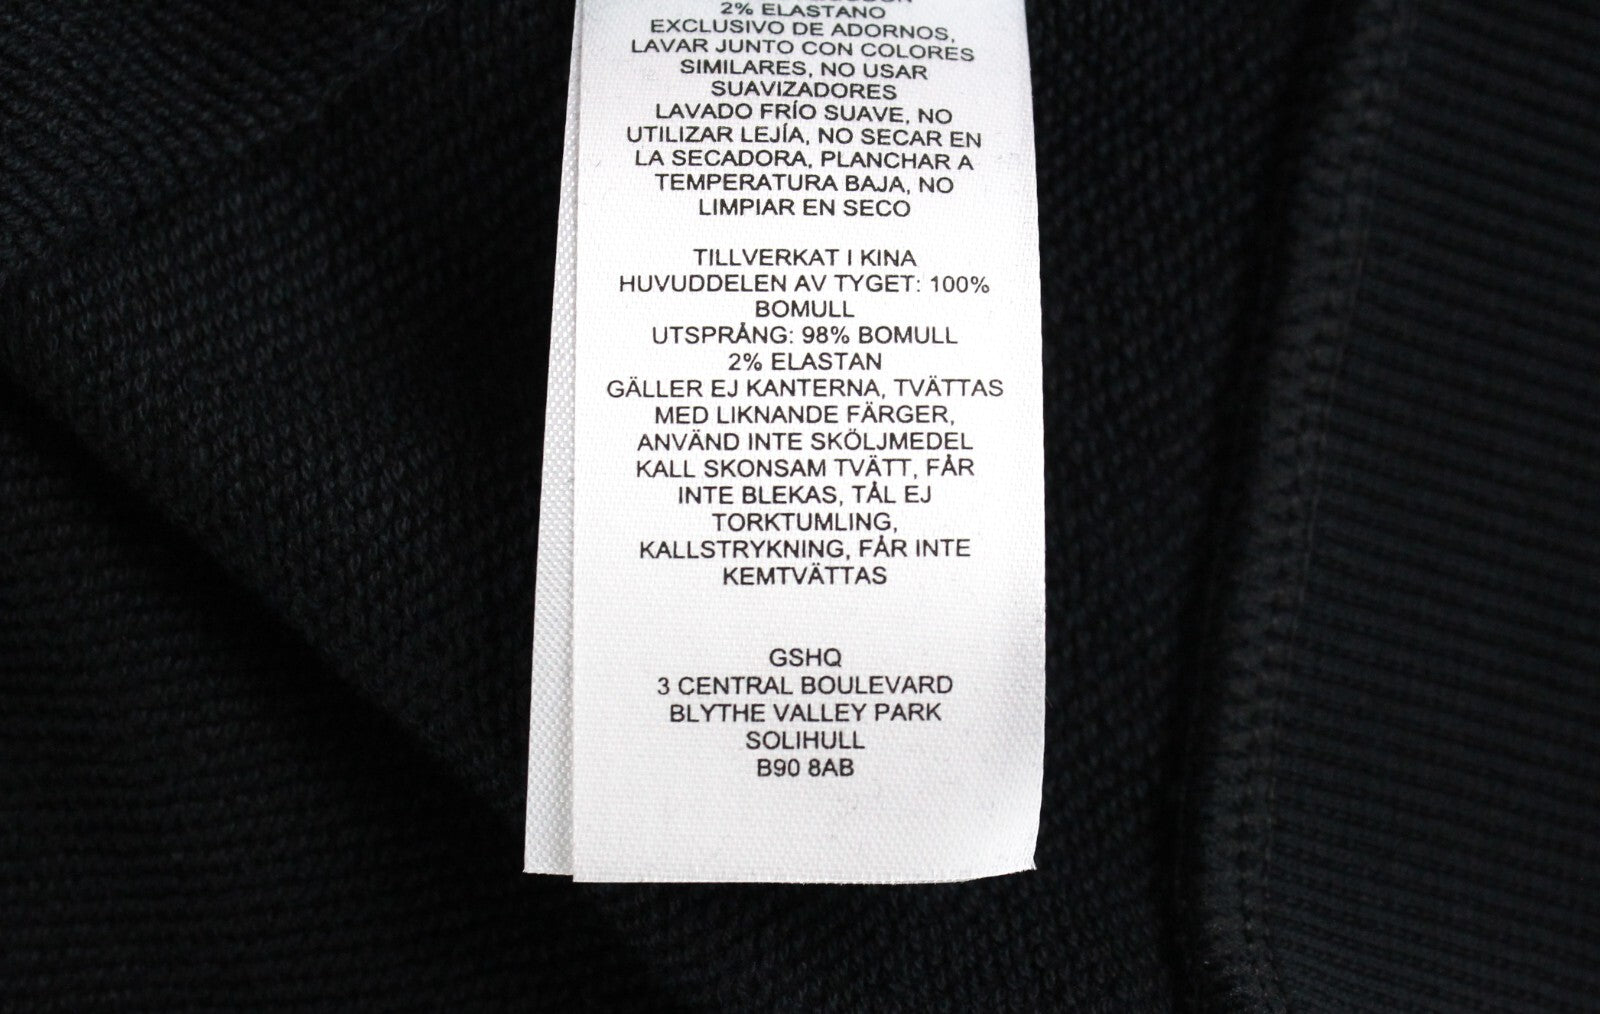 2% ELASTANO
EXCLUSIVO DE ADORNOS,
LAVAR JUNTO CON COLORES
SIMILARES, NO USAR
SUAVIZADORES
LAVADO FRÍO SUAVE, NO
UTILIZAR LEJÍA, NO SECAR EN
LA SECADORA, PLANCHAR A
TEMPERATURA BAJA, NO
LIMPIAR EN SECO
TILLVERKAT I KINA
HUVUDDELEN AV TYGET: 100%
BOMULL
UTSPRÅNG: 98% BOMULL
2% ELASTAN
GÄLLER EJ KANTERNA, TVÄTTAS
MED LIKNANDE FÄRGER,
ANVÄND INTE SKÖLJMEDEL
KALL SKONSAM TVÄTT, FÅR
INTE BLEKAS, TÅL EJ
TORKTUMLING,
KALLSTRYKNING, FÅR INTE
KEMTVÄTTAS
GSHQ
3 CENTRAL BOULEVARD
BLYTHE VALLEY PARK
SOLIHULL
B90 8AB